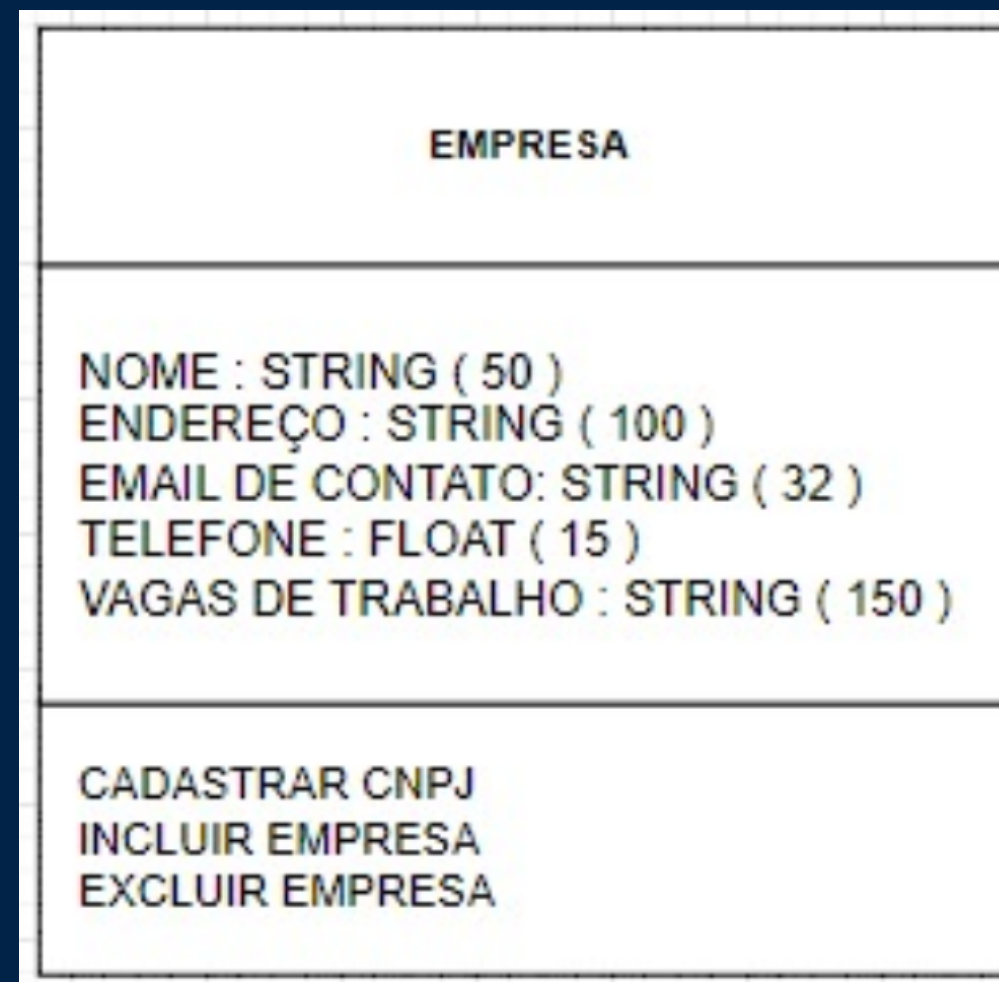 EMPRESA
NOME : STRING ( 50 )
ENDEREÇO : STRING ( 100 )
EMAIL DE CONTATO: STRING ( 32 )
TELEFONE : FLOAT ( 15 )
VAGAS DE TRABALHO : STRING ( 150 )
CADASTRAR CNPJ
INCLUIR EMPRESA
EXCLUIR EMPRESA